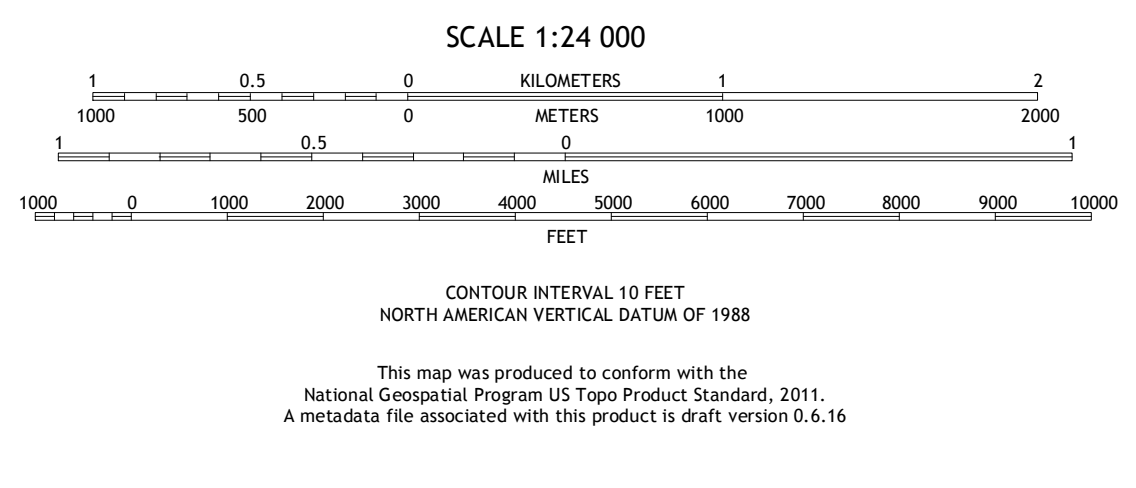 SCALE 1:24 000
1 0.5 0 KILOMETERS 1 2
1000 500 0 METERS 1000 2000
1 0.5 0 1
MILES
1000 0 1000 2000 3000 4000 5000 6000 7000 8000 9000 10000
FEET
CONTOUR INTERVAL 10 FEET
NORTH AMERICAN VERTICAL DATUM OF 1988
This map was produced to conform with the
National Geospatial Program US Topo Product Standard, 2011.
A metadata file associated with this product is draft version 0.6.16